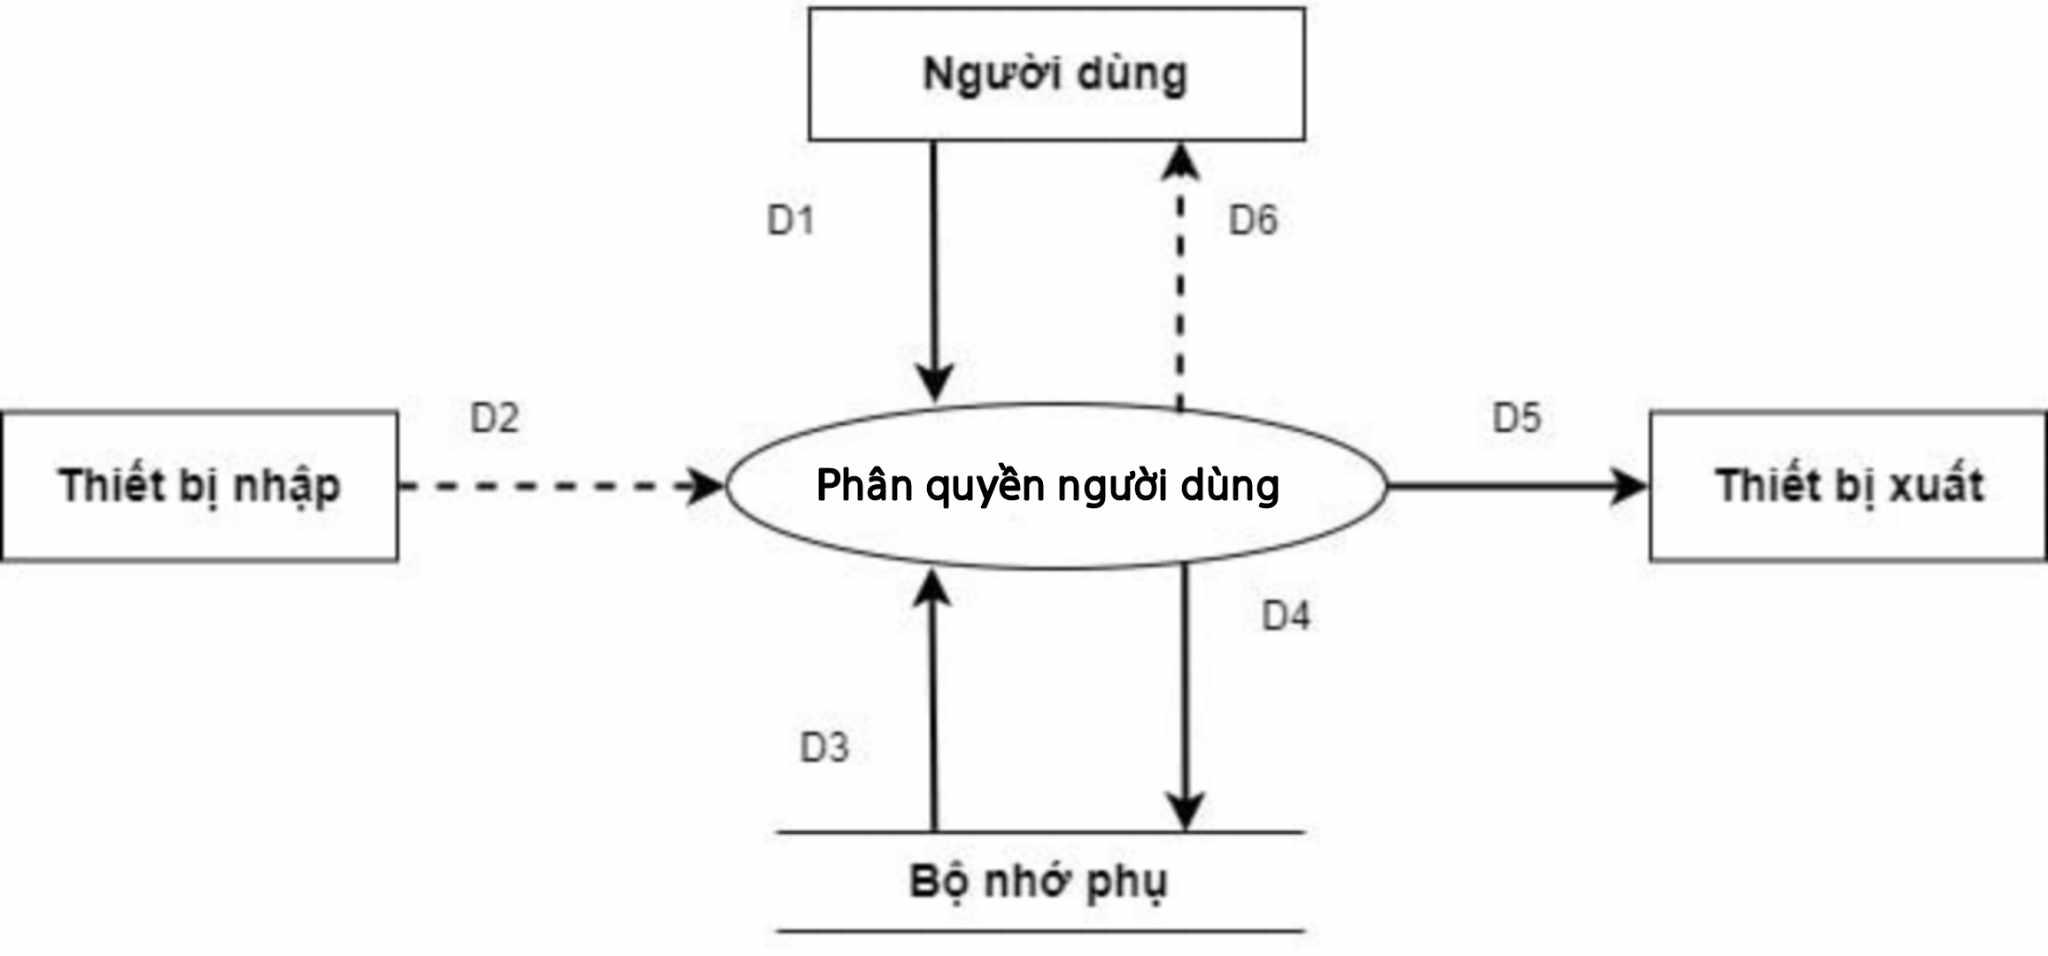 Người dùng
D1
D6
D2
D5
Thiết bị nhập
Phân quyền người dùng
Thiết bị xuất
D4
D3
Bộ nhớ phụ